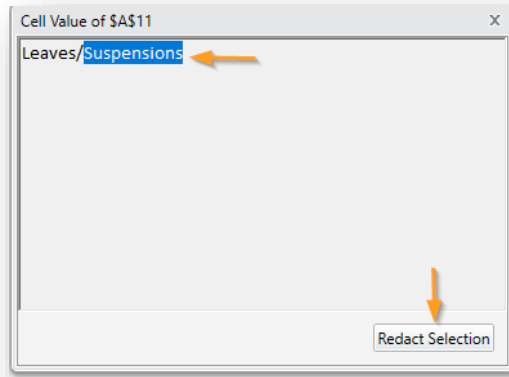 Cell Value of $A$11 X
Leaves/Suspensions
Redact Selection